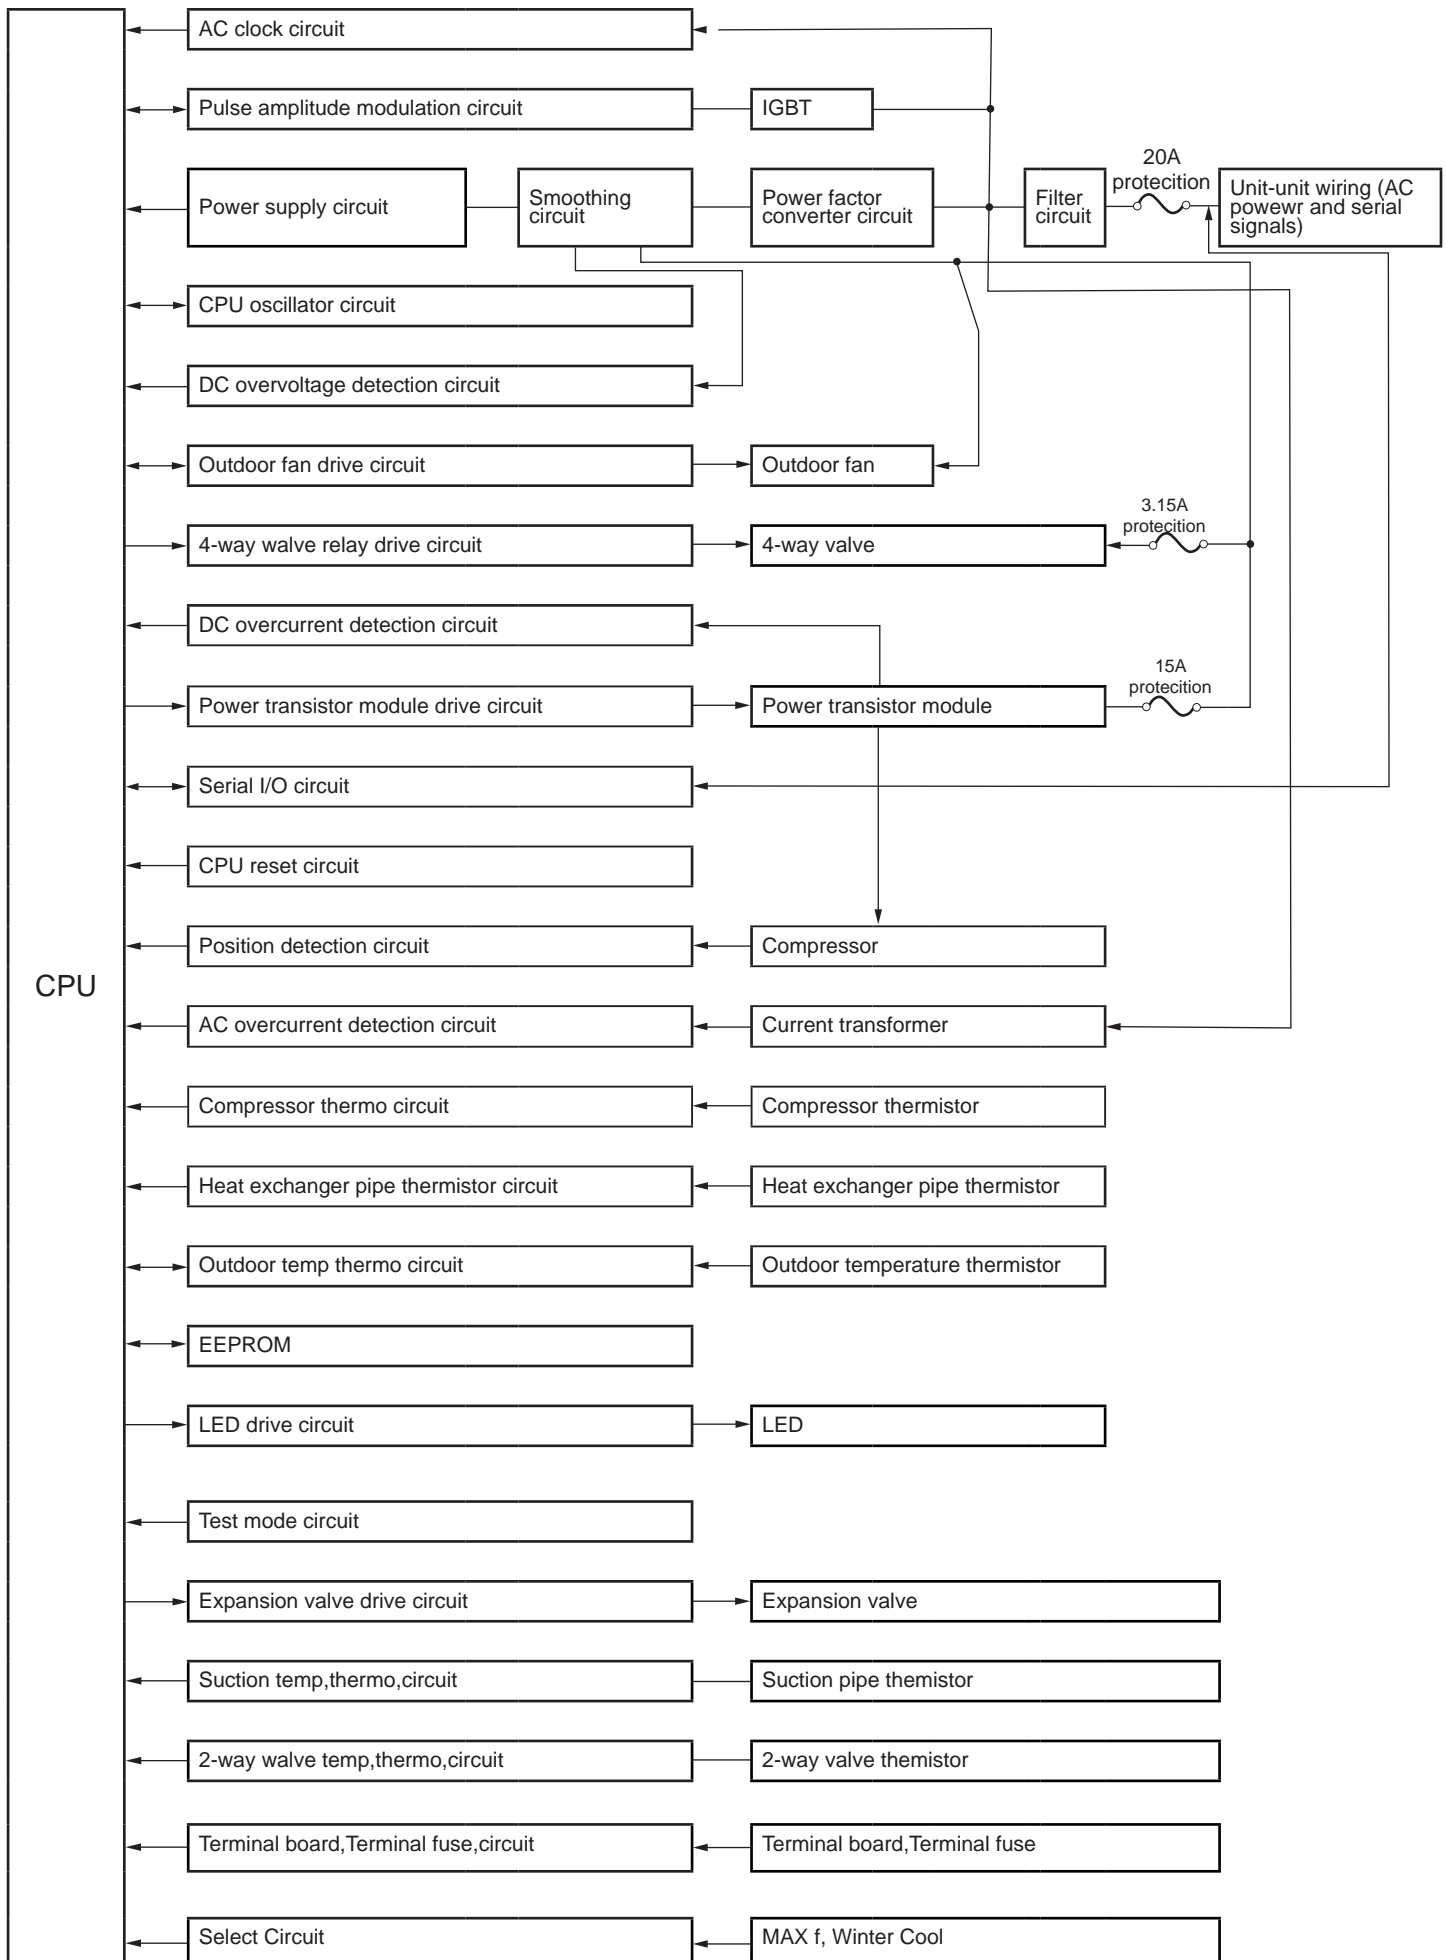 AC clock circuit
Pulse amplitude modulation circuit
IGBT
20A
protecition
Power supply circuit
Smoothing
circuit
Power factor
converter circuit
Filter
circuit
Unit-unit wiring (AC
powewr and serial
signals)
CPU oscillator circuit
DC overvoltage detection circuit
Outdoor fan drive circuit
Outdoor fan
3.15A
protecition
4-way walve relay drive circuit
4-way valve
DC overcurrent detection circuit
15A
protecition
Power transistor module drive circuit
Power transistor module
Serial I/O circuit
CPU reset circuit
Position detection circuit
Compressor
CPU
AC overcurrent detection circuit
Current transformer
Compressor thermo circuit
Compressor thermistor
Heat exchanger pipe thermistor circuit
Heat exchanger pipe thermistor
Outdoor temp thermo circuit
Outdoor temperature thermistor
EEPROM
LED drive circuit
LED
Test mode circuit
Expansion valve drive circuit
Expansion valve
Suction temp,thermo,circuit
Suction pipe themistor
2-way walve temp,thermo,circuit
2-way valve themistor
Terminal board,Terminal fuse,circuit
Terminal board,Terminal fuse
Select Circuit
MAX f, Winter Cool